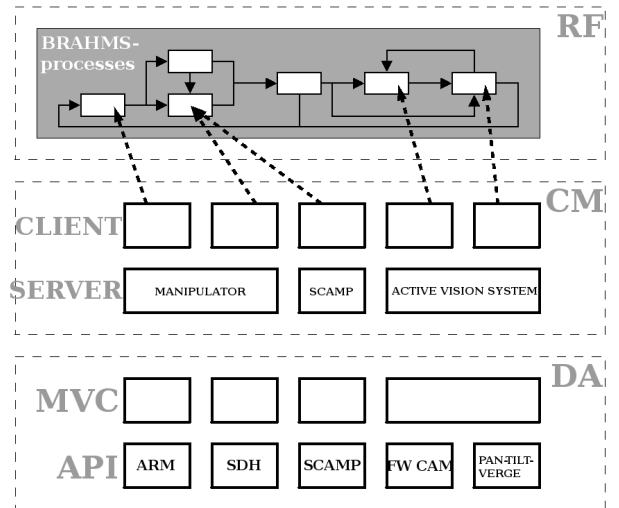 RF
BRAHMS-
processes
CM
CLIENT
SERVER
MANIPULATOR
SCAMP
ACTIVE VISION SYSTEM
DA
MVC
API
ARM
SDH
SCAMP
FW CAM
PAN-TILT-
VERGE